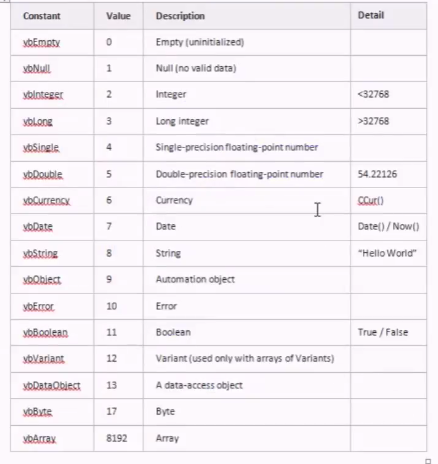 Constant Value Description Detail
vbEmpty 0 Empty (uninitialized)
vbNull 1 Null (no valid data)
vbInteger 2 Integer <32768
vbLong 3 Long integer >32768
vbSingle 4 Single-precision floating-point number
vbDouble 5 Double-precision floating-point number 54.22126
vbCurrency 6 Currency CCur()
vbDate 7 Date Date() / Now()
vbString 8 String “Hello World”
vbObject 9 Automation object
vbError 10 Error
vbBoolean 11 Boolean True / False
vbVariant 12 Variant (used only with arrays of Variants)
vbDataObject 13 A data-access object
vbByte 17 Byte
vbArray 8192 Array